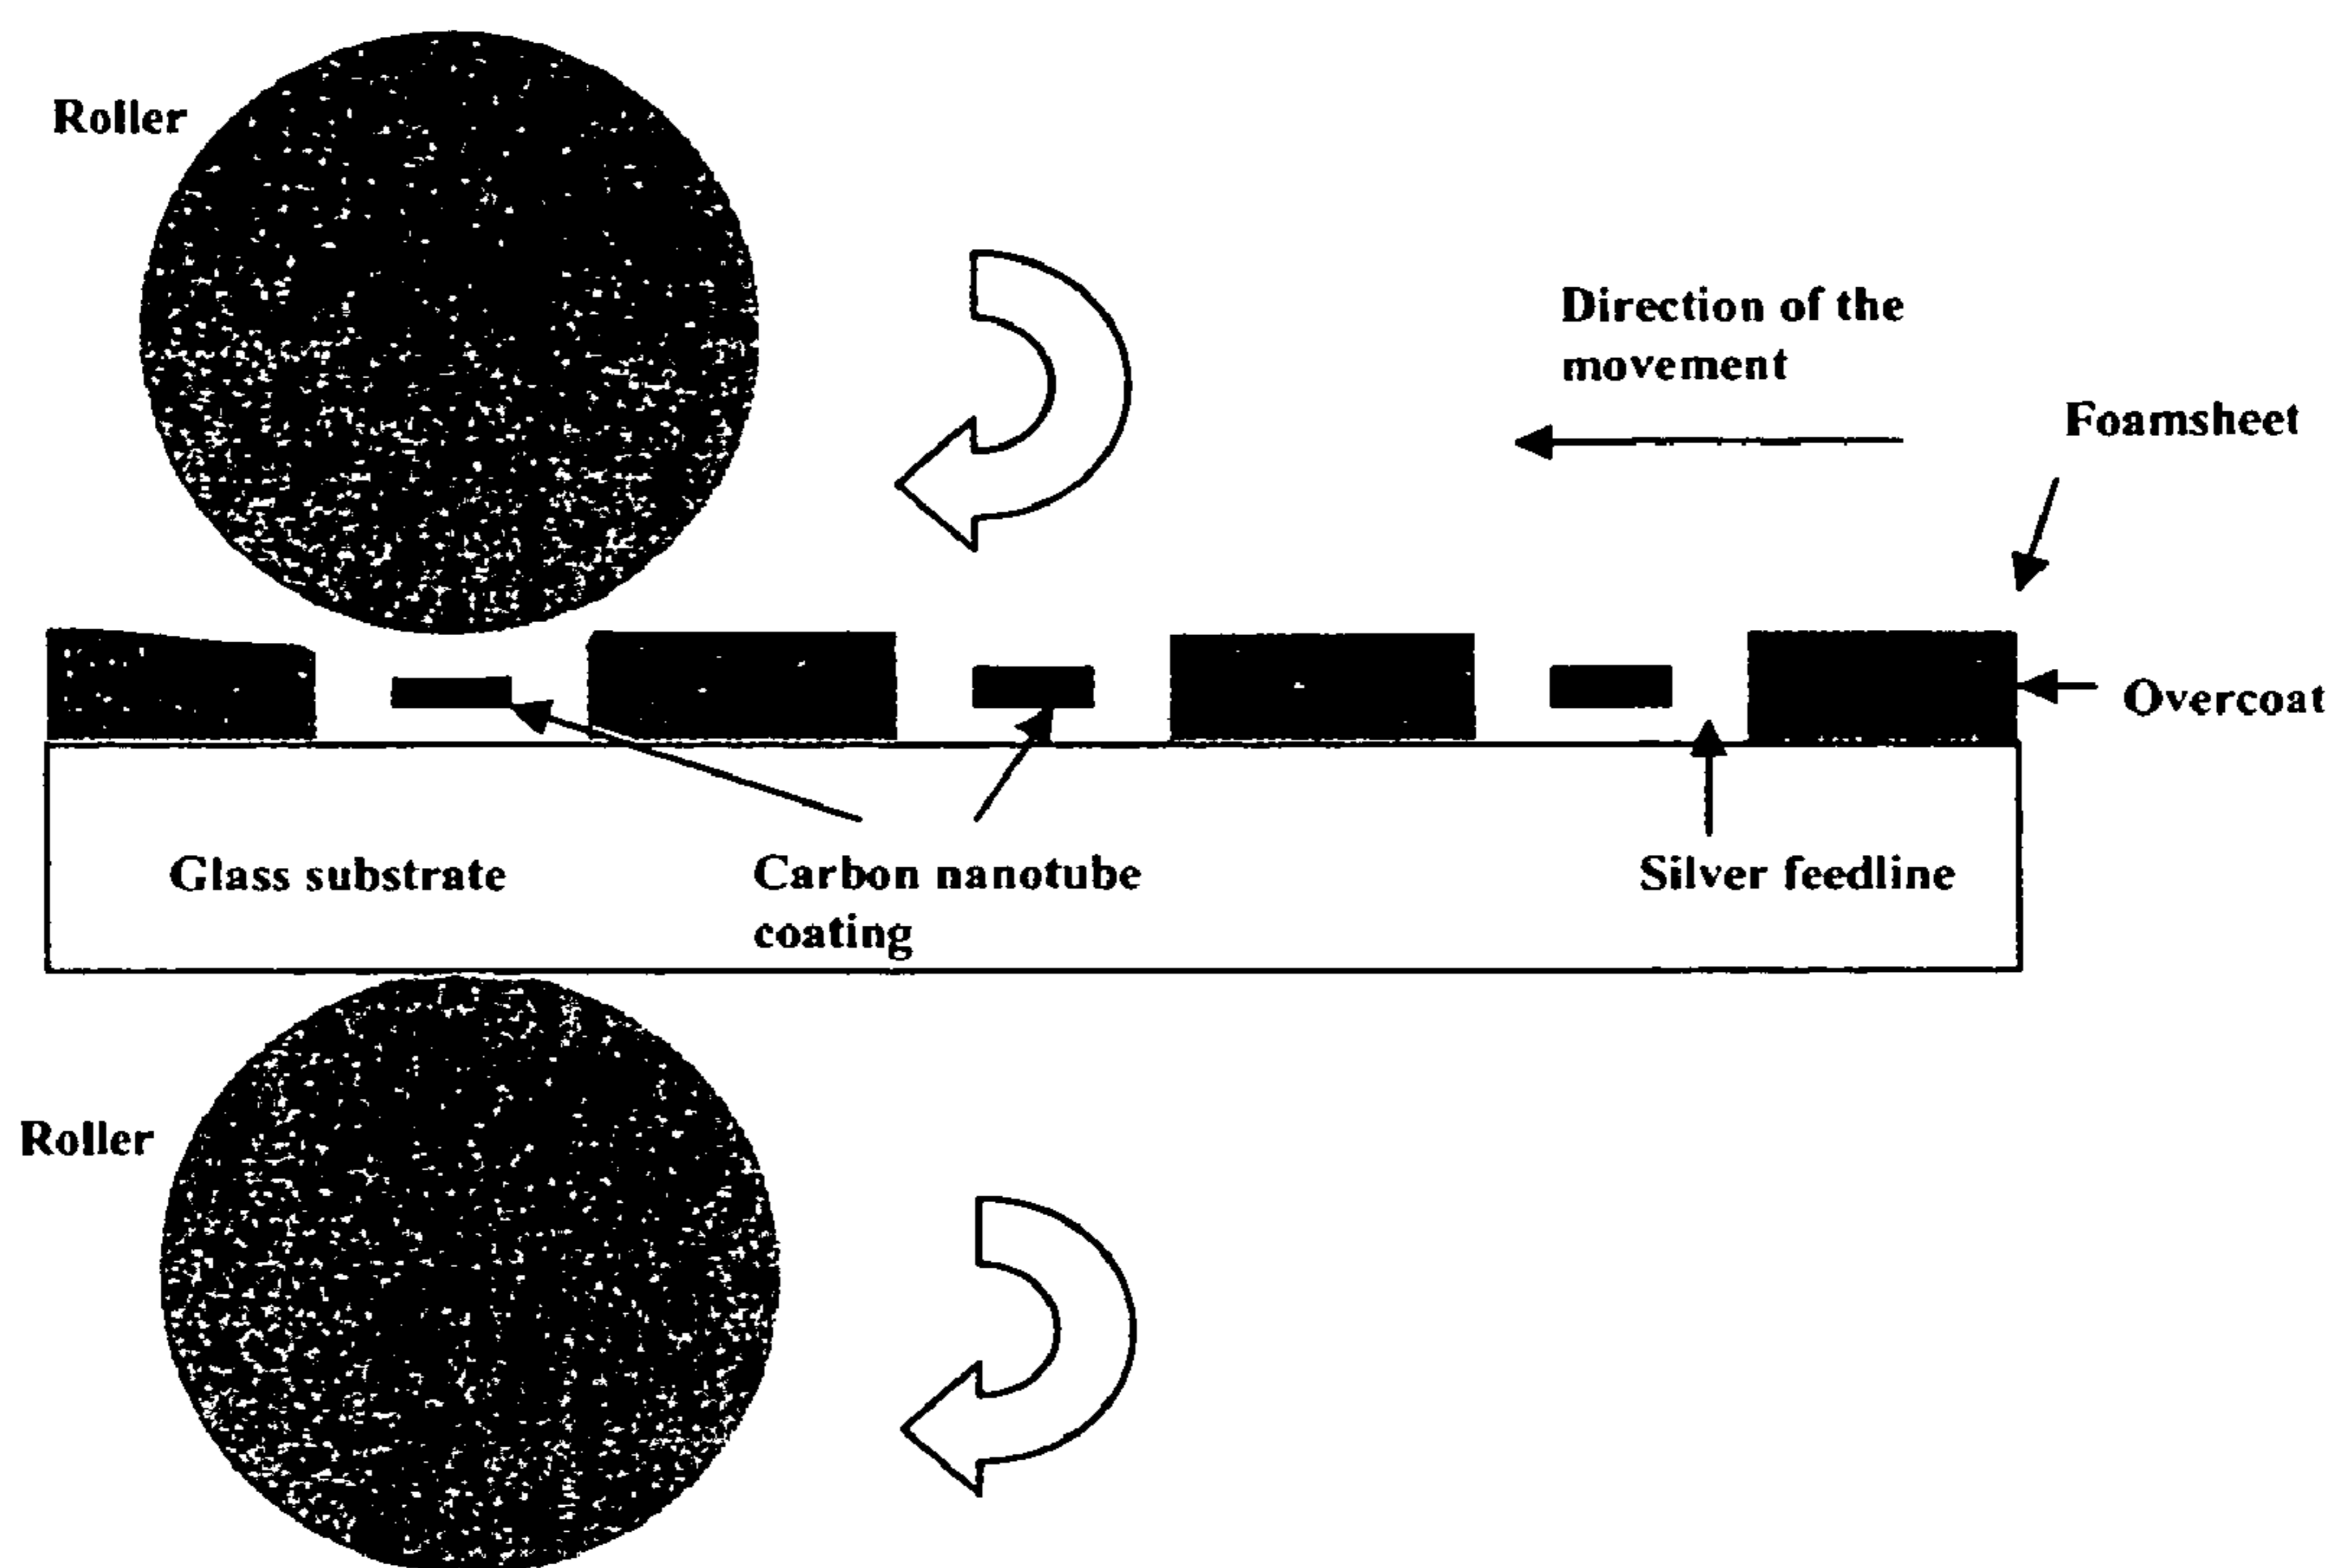 Roller
Direction of the
movement
Foamsheet
Overcoat
Glass substrate
Carbon nanotube
coating
Silver feedline
Roller